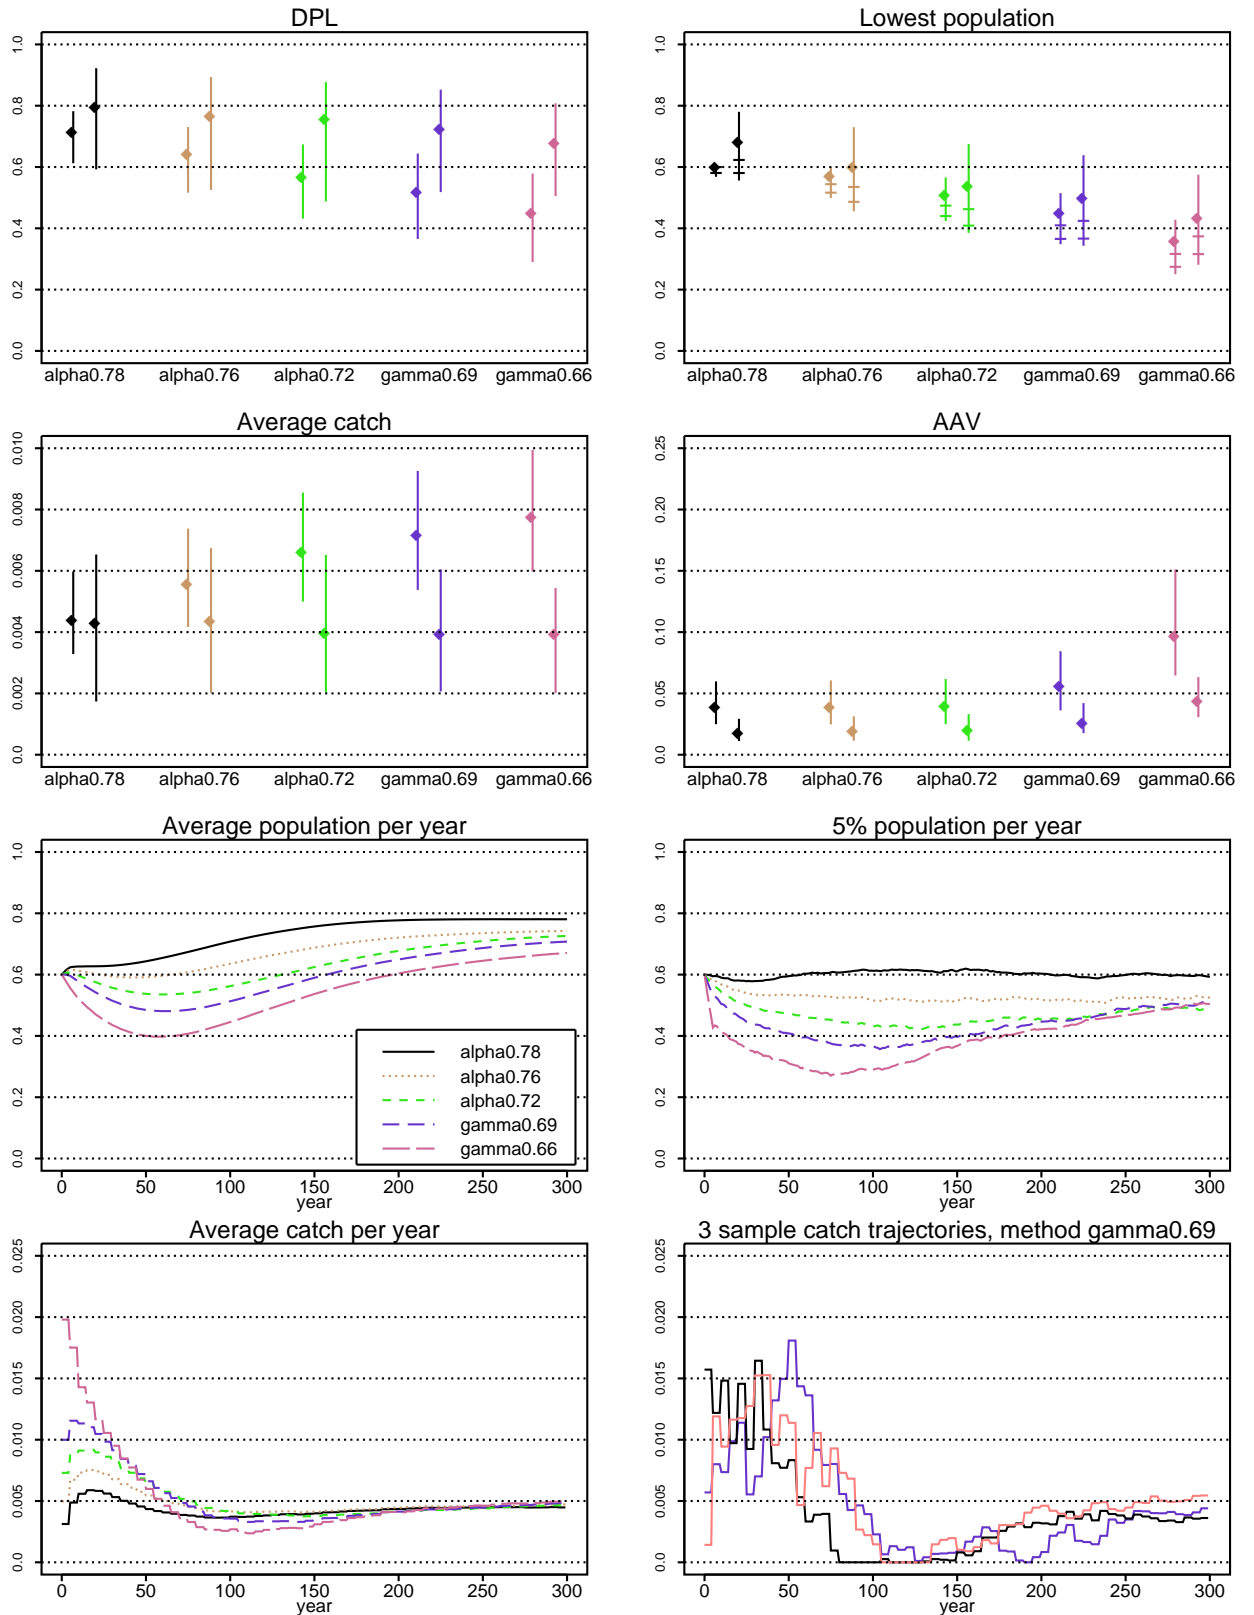 DPL
1.0
0.8
0.6
0.4
0.2
0.0
alpha0.78 alpha0.76 alpha0.72 gamma0.69 gamma0.66
Lowest population
1.0
0.8
0.6
0.4
0.2
0.0
alpha0.78 alpha0.76 alpha0.72 gamma0.69 gamma0.66
Average catch
0.010
0.008
0.006
0.004
0.002
0.0
alpha0.78 alpha0.76 alpha0.72 gamma0.69 gamma0.66
AAV
0.25
0.20
0.15
0.10
0.05
0.0
alpha0.78 alpha0.76 alpha0.72 gamma0.69 gamma0.66
Average population per year
1.0
0.8
0.6
0.4
0.2
0.0
alpha0.78
alpha0.76
alpha0.72
gamma0.69
gamma0.66
0 50 100 150 200 250 300
year
5% population per year
1.0
0.8
0.6
0.4
0.2
0.0
0 50 100 150 200 250 300
year
Average catch per year
0.025
0.020
0.015
0.010
0.005
0.0
0 50 100 150 200 250 300
year
3 sample catch trajectories, method gamma0.69
0.025
0.020
0.015
0.010
0.005
0.0
0 50 100 150 200 250 300
year